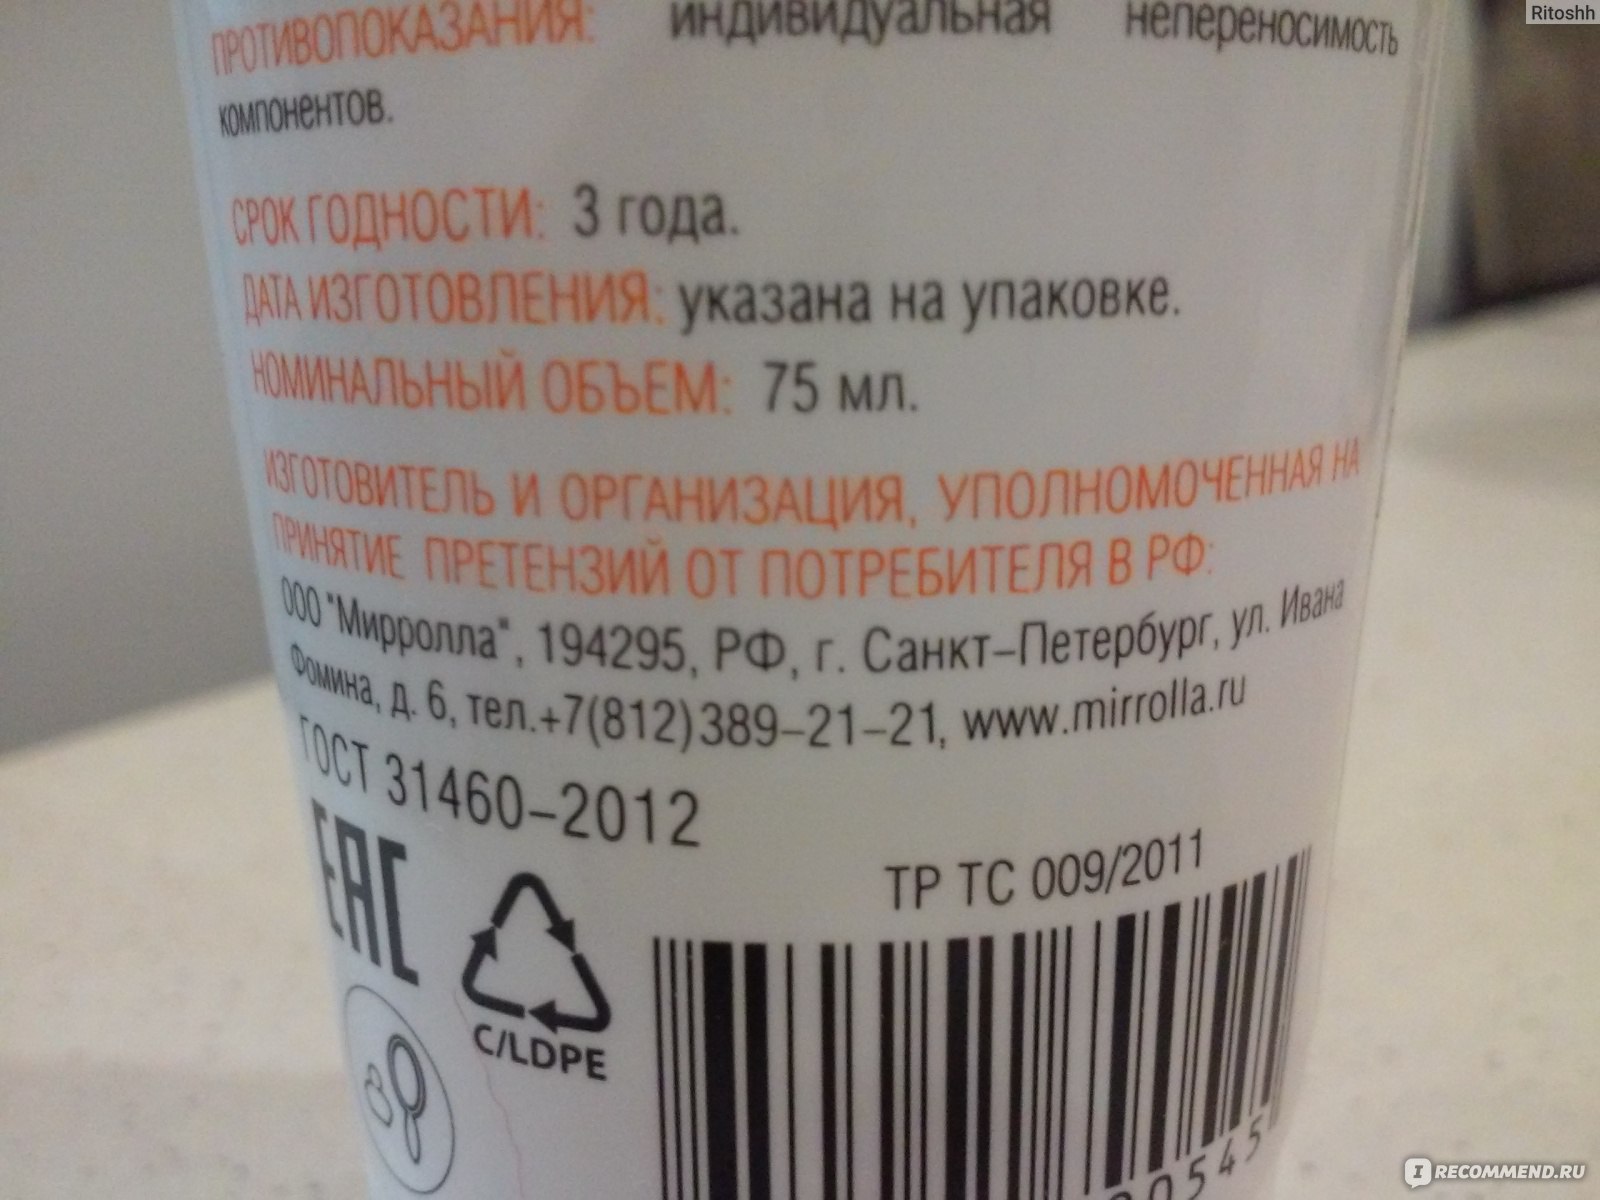 Ritoshh
ПРОТИВОПОКАЗАНИЯ: индивидуальная непереносимость
компонентов.
СРОК ГОДНОСТИ: 3 года.
ДАТА ИЗГОТОВЛЕНИЯ: указана на упаковке.
НОМИНАЛЬНЫЙ ОБЪЕМ: 75 мл.
ИЗГОТОВИТЕЛЬ И ОРГАНИЗАЦИЯ, УПОЛНОМОЧЕННАЯ НА
ПРИНЯТИЕ ПРЕТЕНЗИЙ ОТ ПОТРЕБИТЕЛЯ В РФ:
ООО "Мирролла", 194295, РФ, г. Санкт-Петербург, ул. Ивана
Фомина, д. 6, тел.+7(812)389-21-21, www.mirrolla.ru
ГОСТ 31460-2012
ТР ТС 009/2011
EAC
C/LDPE
IRECOMMEND.RU